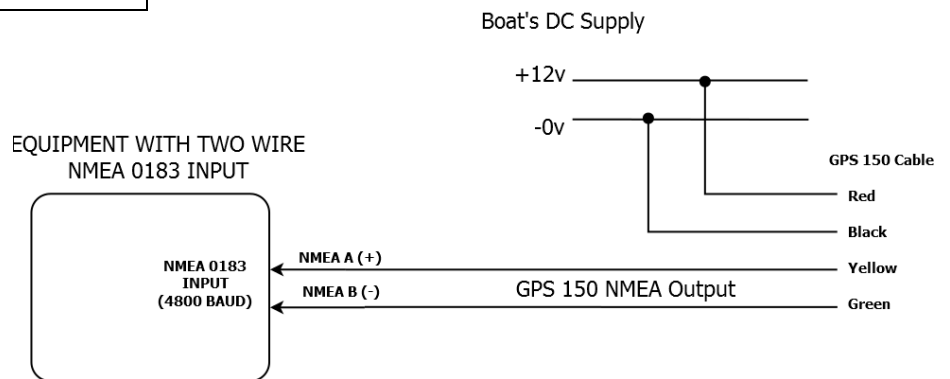 Boat's DC Supply
+12v
-0v
EQUIPMENT WITH TWO WIRE
NMEA 0183 INPUT
GPS 150 Cable
Red
Black
NMEA 0183
INPUT
(4800 BAUD)
NMEA A (+)
Yellow
NMEA B (-)
GPS 150 NMEA Output
Green